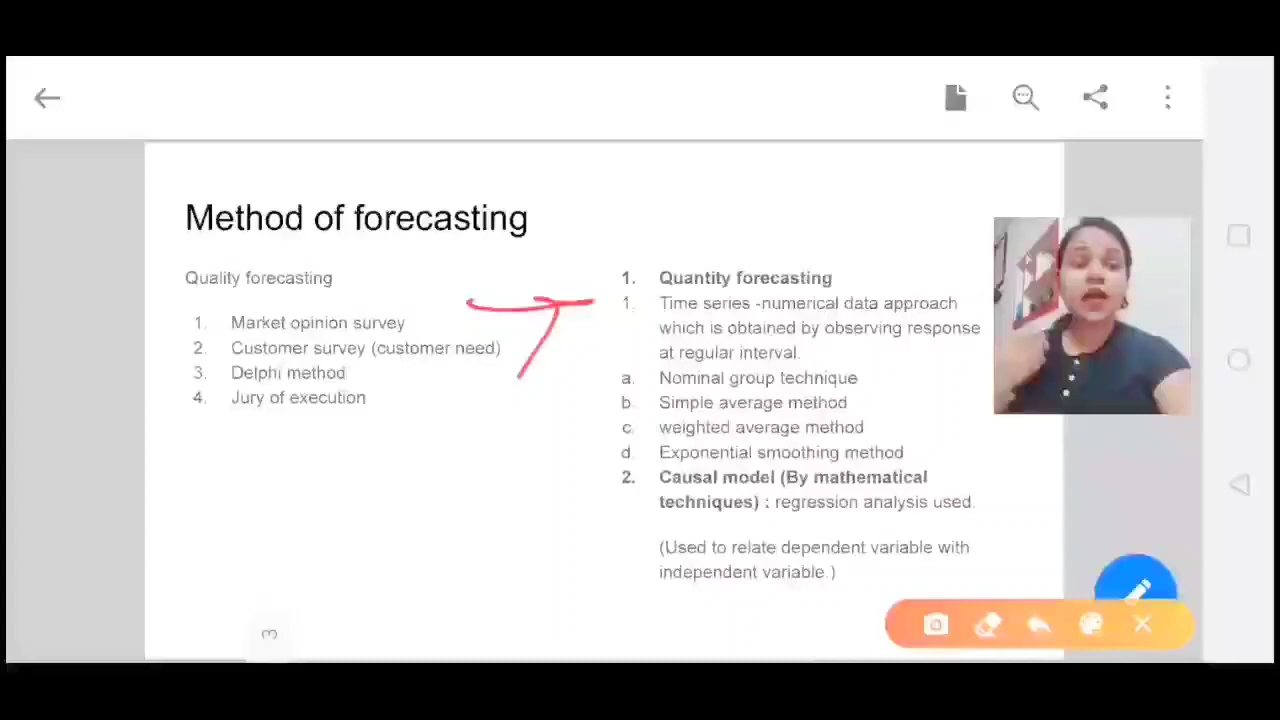 Method of forecasting
Quality forecasting
1. Market opinion survey
2. Customer survey (customer need)
3. Delphi method
4. Jury of execution
1. Quantity forecasting
1. Time series -numerical data approach
which is obtained by observing response
at regular interval.
a. Nominal group technique
b. Simple average method
c. weighted average method
d. Exponential smoothing method
2. Causal model (By mathematical
techniques) : regression analysis used.
(Used to relate dependent variable with
independent variable.)
3